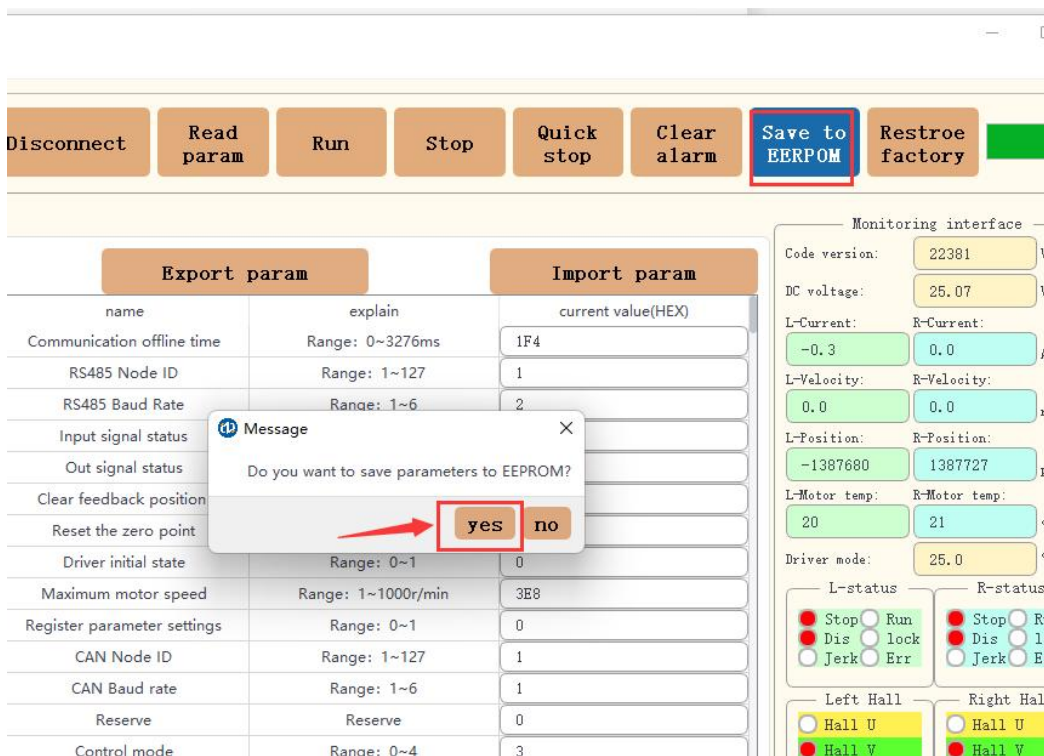 Disconnect
Read param
Run
Stop
Quick stop
Clear alarm
Save to EERPOM
Restroe factory
Export param
Import param
name explain current value(HEX)
Communication offline time Range: 0~3276ms 1F4
RS485 Node ID Range: 1~127 1
RS485 Baud Rate Range: 1~6 2
Input signal status
Out signal status
Clear feedback position
Reset the zero point
Driver initial state Range: 0~1 0
Maximum motor speed Range: 1~1000r/min 3E8
Register parameter settings Range: 0~1 0
CAN Node ID Range: 1~127 1
CAN Baud rate Range: 1~6 1
Reserve Reserve 0
Control mode Range: 0~4 3
Message
Do you want to save parameters to EEPROM?
yes no
Monitoring interface
Code version: 22381
DC voltage: 25.07
L-Current: R-Current:
-0.3 0.0
L-Velocity: R-Velocity:
0.0 0.0
L-Position: R-Position:
-1387680 1387727
L-Motor temp: R-Motor temp:
20 21
Driver mode: 25.0
L-status R-status
Stop Run Stop
Dis lock Dis
Jerk Err Jerk
Left Hall Right
Hall U Hall U
Hall V Hall V